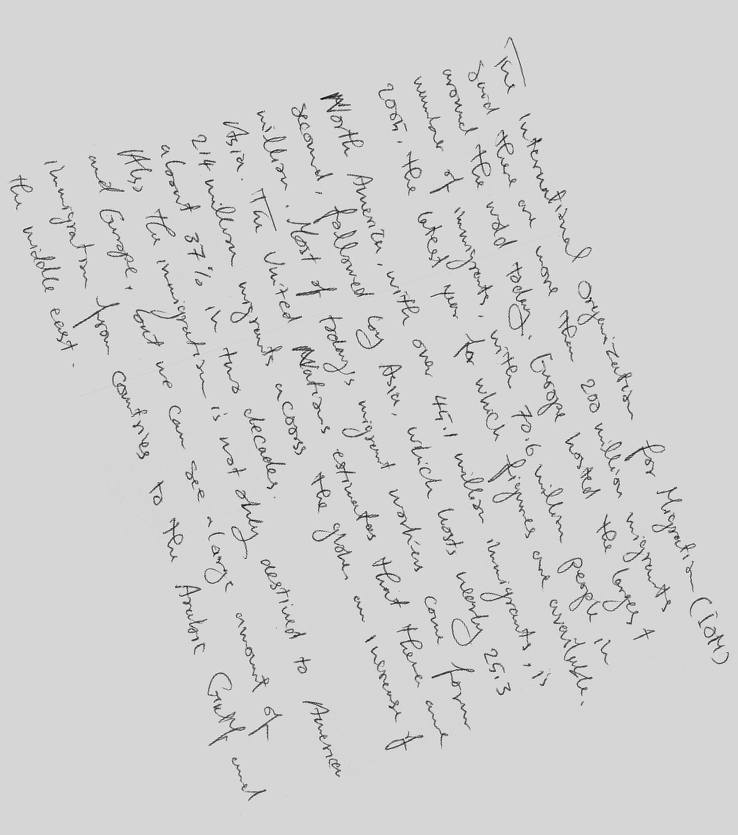 The International Organization for Migration (IOM)
said there are more than 200 million migrants
around the world today. Europe hosted the largest
number of immigrants, with 70.6 million People in
2005, the latest year for which figures are available.
North America, with over 45.1 million immigrants, is
second, followed by Asia, which hosts nearly 25.3
million. Most of today's migrant workers come form
Asia. The United Nations estimates that there are
214 million migrants across the globe, an increase of
about 37% in two decades.
Also the immigration is not only destined to American
and Europe, but we can see a large amount of
immigration from countries to the Arabic Gulf and
the middle east.